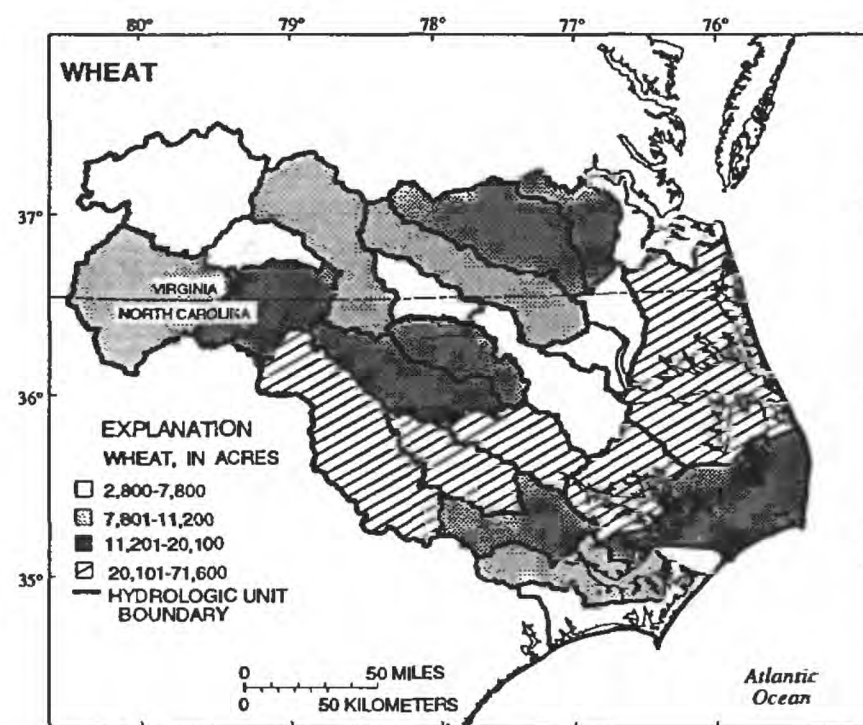 80° 79° 78° 77° 76°
WHEAT
37°
VIRGINIA
NORTH CAROLINA
36°
EXPLANATION
WHEAT, IN ACRES
2,800-7,800
7,801-11,200
11,201-20,100
20,101-71,600
35°
HYDROLOGIC UNIT
BOUNDARY
0 50 MILES
0 50 KILOMETERS
Atlantic
Ocean